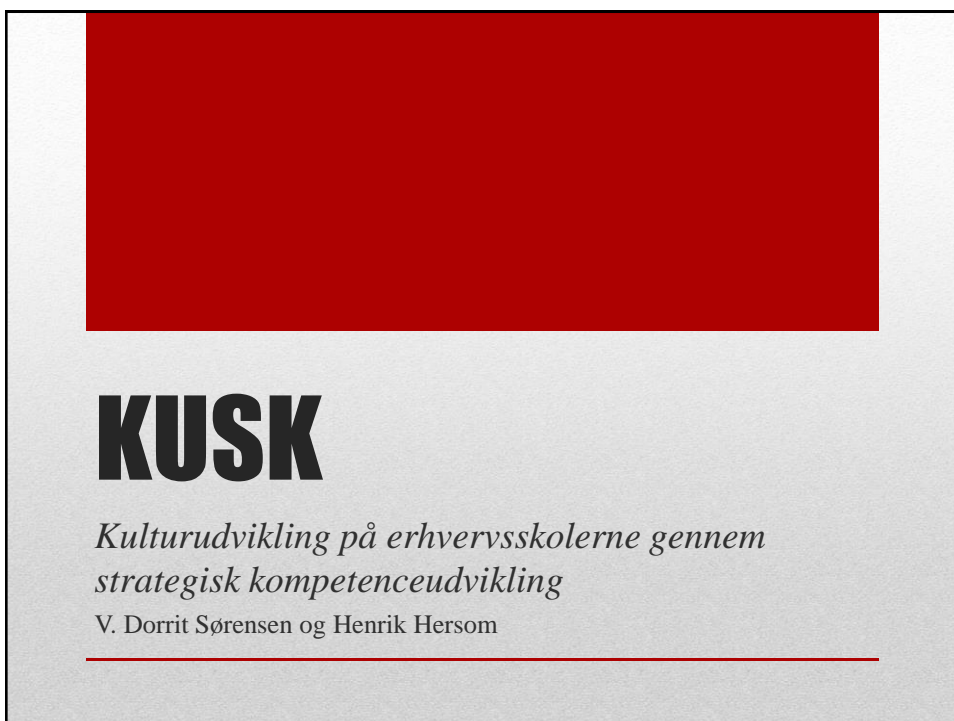 KUSK
Kulturudvikling på erhvervsskolerne gennem
strategisk kompetenceudvikling
V. Dorrit Sørensen og Henrik Hersom